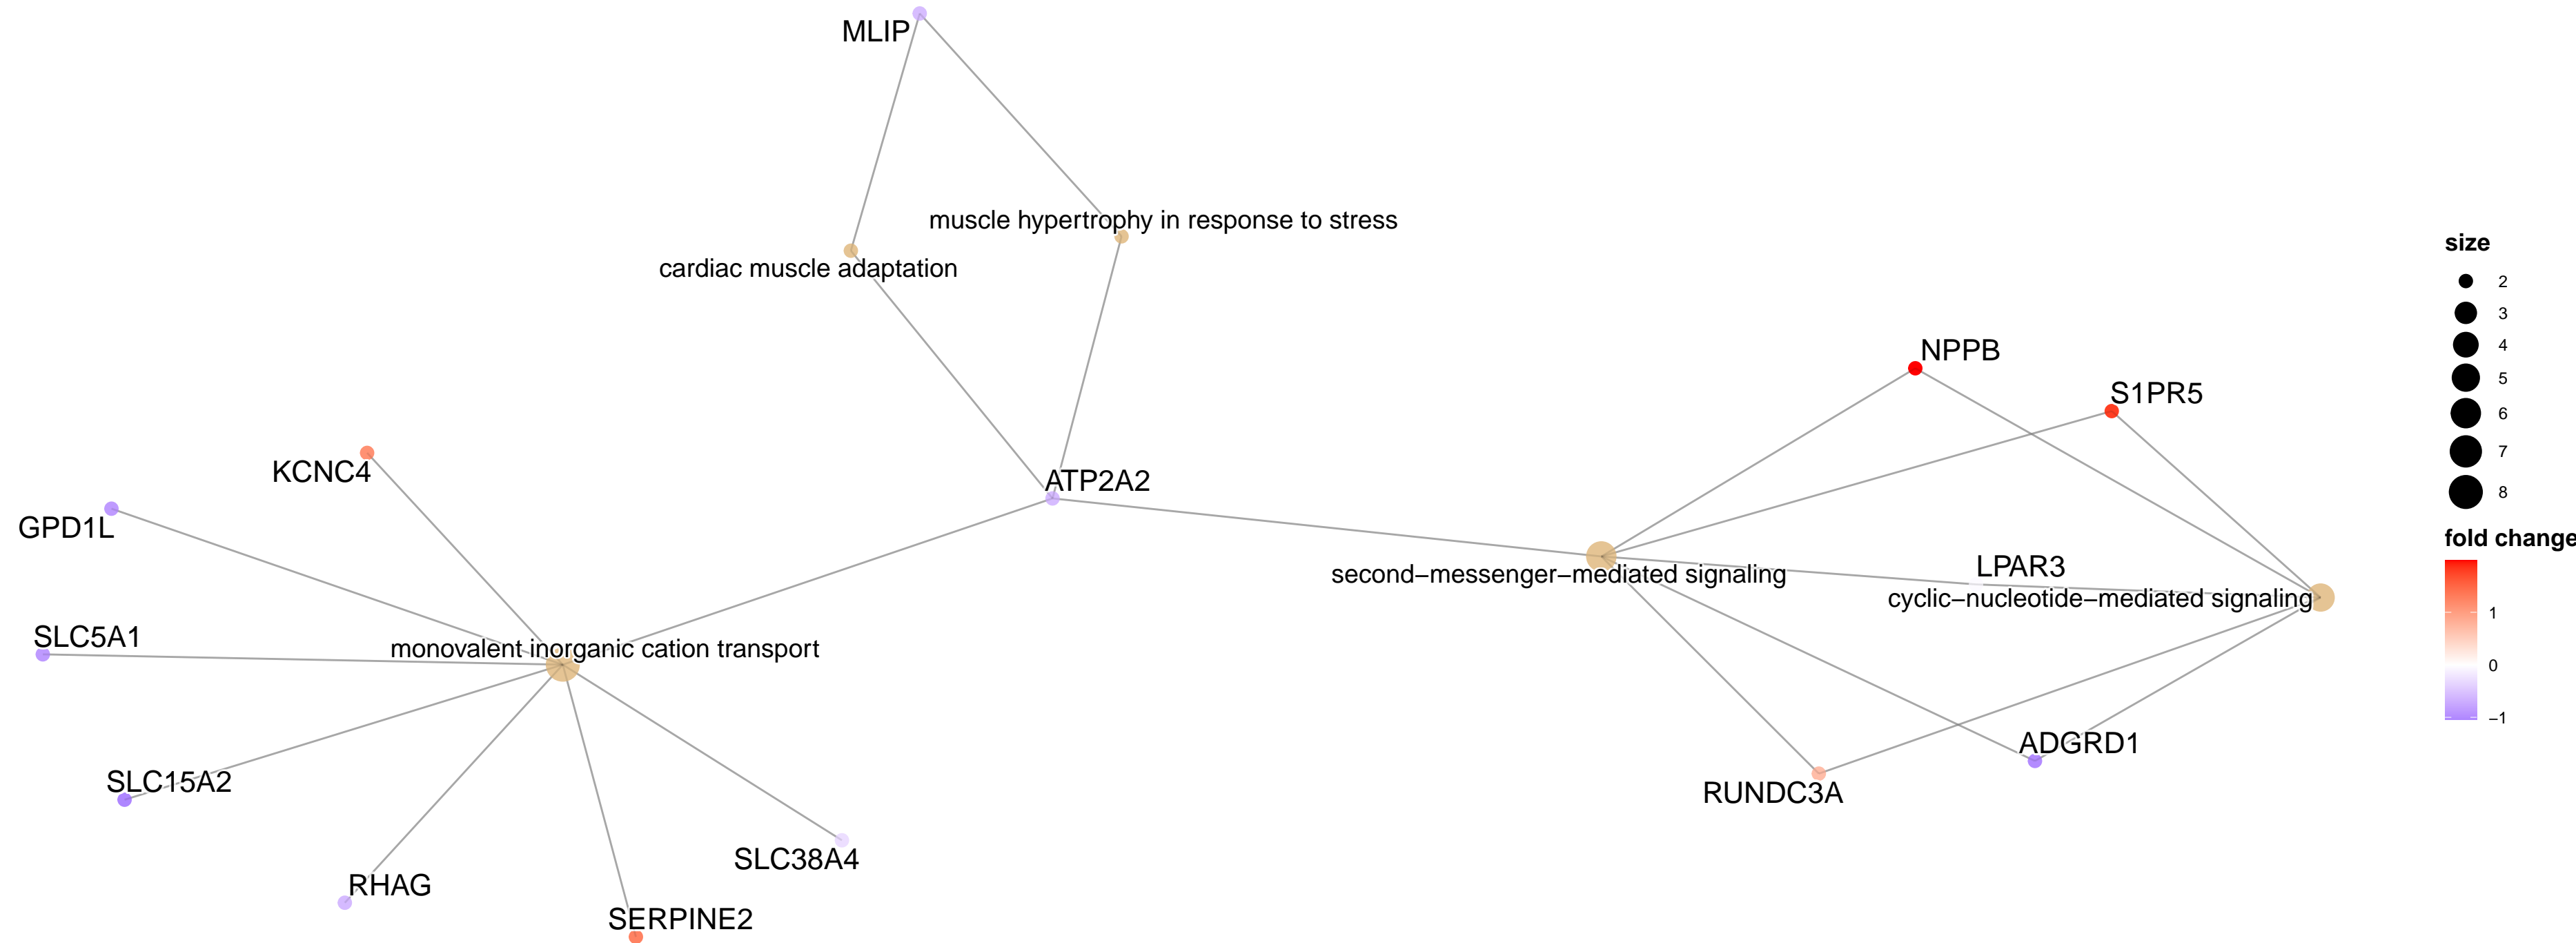 MLIP
muscle hypertrophy in response to stress
cardiac muscle adaptation
NPPB
S1PR5
KCNC4
ATP2A2
GPD1L
LPAR3
second−messenger−mediated signaling
cyclic−nucleotide−mediated signaling
SLC5A1
monovalent inorganic cation transport
ADGRD1
SLC15A2
RUNDC3A
SLC38A4
RHAG
SERPINE2
size
2
3
4
5
6
7
8
fold change
1
0
−1